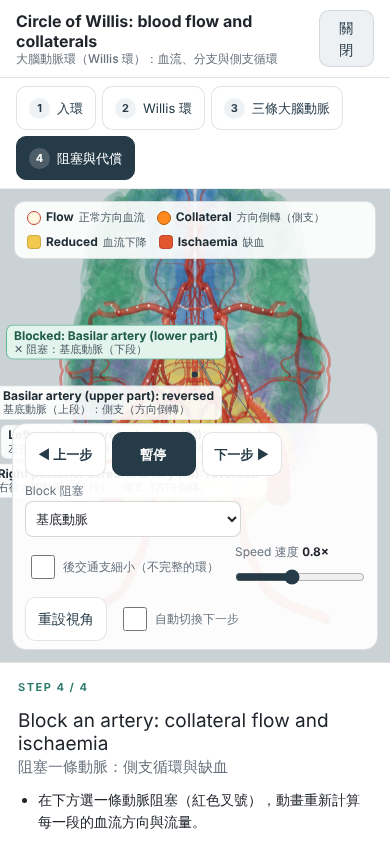 Circle of Willis: blood flow and
collaterals
大腦動脈環（Willis 環）：血流、分支與側支循環
關
閉
1 入環
2 Willis 環
3 三條大腦動脈
4 阻塞與代償
Flow 正常方向血流
Collateral 方向倒轉（側支）
Reduced 血流下降
Ischaemia 缺血
Blocked: Basilar artery (lower part)
✕ 阻塞：基底動脈（下段）
Basilar artery (upper part): reversed
基底動脈（上段）：側支（方向倒轉）
◀ 上一步
暫停
下一步 ▶
Block 阻塞
基底動脈
後交通支細小（不完整的環）
Speed 速度 0.8×
重設視角
自動切換下一步
STEP 4 / 4
Block an artery: collateral flow and
ischaemia
阻塞一條動脈：側支循環與缺血
• 在下方選一條動脈阻塞（紅色叉號），動畫重新計算
每一段的血流方向與流量。